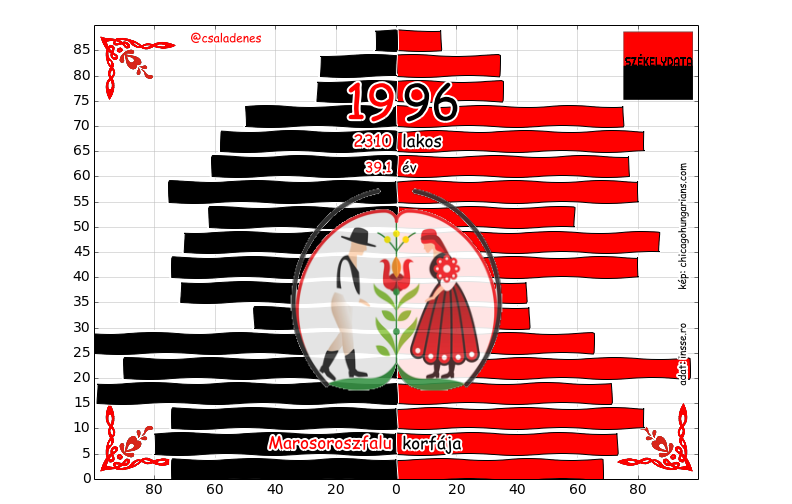 @csaladenes
SZÉKELYDATA
1996
2310 lakos
39.1 év
kép: chicagohungarians.com
adat: insse.ro
Marosoroszfalu korfája
85
80
75
70
65
60
55
50
45
40
35
30
25
20
15
10
5
0
80 60 40 20 0 20 40 60 80